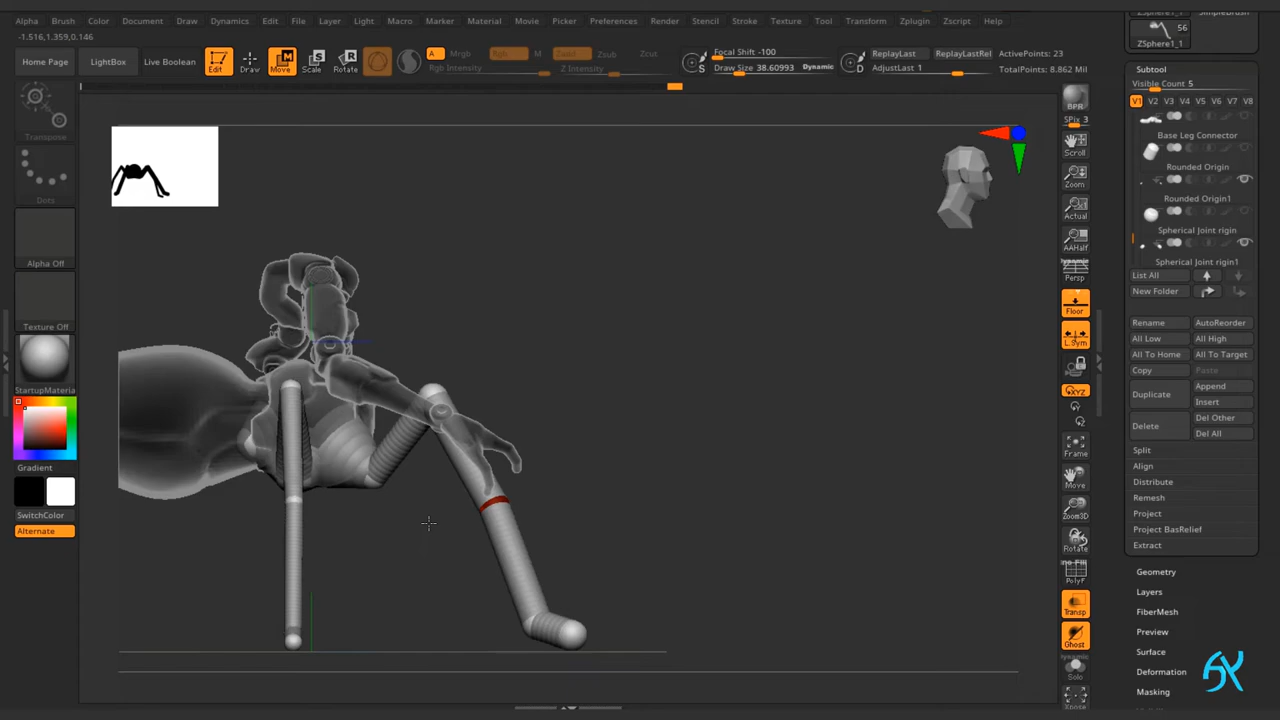 Alpha Brush Color Document Draw Dynamics Edit File Layer Light Macro Marker Material Movie Picker Preferences Render Stencil Stroke Texture Tool Transform Zplugin Zscript Help
-1.516,1.359,0.146
Home Page LightBox Live Boolean Edit Draw Move Scale Rotate
A Mrgb Rgb M Zadd Zsub Zcut
Rgb Intensity Z Intensity
S Focal Shift -100
Draw Size 38.60993 Dynamic
D ReplayLast ReplayLastRel
AdjustLast 1
ActivePoints: 23
TotalPoints: 8.862 Mil
Transpose
Dots
Alpha Off
Texture Off
StartupMateria
Gradient
SwitchColor
Alternate
BPR
SPix 3
Scroll
Zoom
Actual
AAHalf
Dynamic
Persp
Floor
L.Sym
XYZ
Y
Z
Frame
Move
Zoom3D
Rotate
PolyF
Transp
Ghost
Dynamic
Solo
Xpose
ZSphere1_1 SimpleBrush
56
ZSphere1_1
Subtool
Visible Count 5
V1 V2 V3 V4 V5 V6 V7 V8
Base Leg Connector
Rounded Origin
Rounded Origin1
Spherical Joint rigin
Spherical Joint rigin1
List All
New Folder
Rename AutoReorder
All Low All High
All To Home All To Target
Copy Paste
Duplicate Append
Insert
Delete Del Other
Del All
Split
Align
Distribute
Remesh
Project
Project BasRelief
Extract
Geometry
Layers
FiberMesh
Preview
Surface
Deformation
Masking